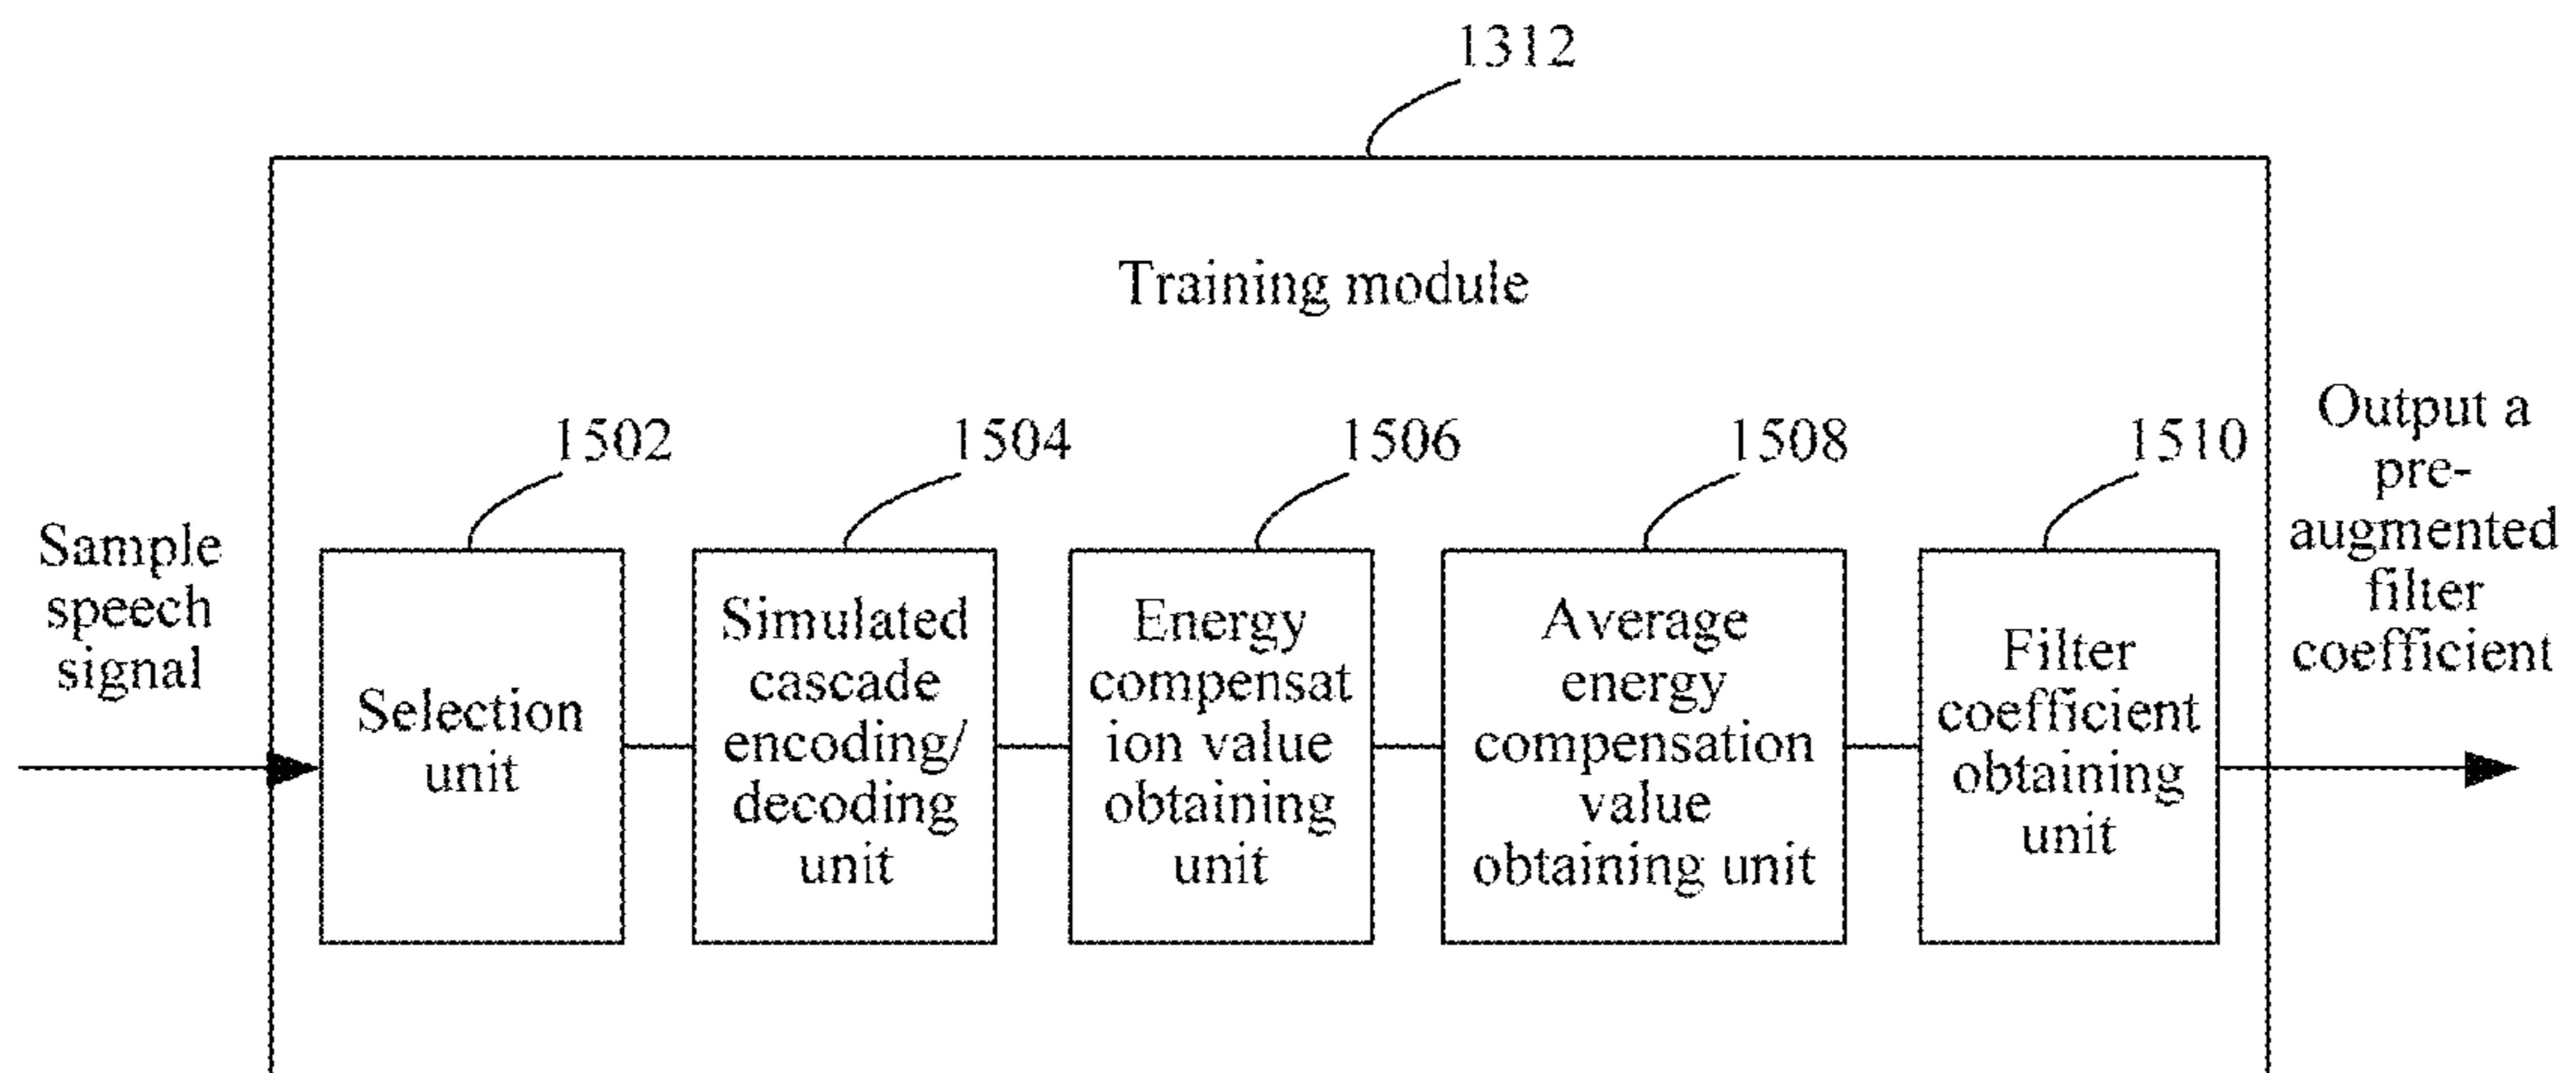 1312
Training module
1502
1504
1506
1508
1510
Sample
speech
signal
Selection
unit
Simulated
cascade
encoding/
decoding
unit
Energy
compensat
ion value
obtaining
unit
Average
energy
compensation
value
obtaining unit
Filter
coefficient
obtaining
unit
Output a
pre-
augmented
filter
coefficient